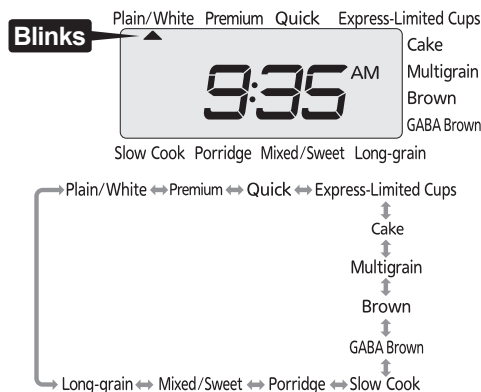 Plain/White Premium Quick Express-Limited Cups
Blinks
Cake
9:35 AM
Multigrain
Brown
GABA Brown
Slow Cook Porridge Mixed/Sweet Long-grain
Plain/White Premium Quick Express-Limited Cups
Cake
Multigrain
Brown
GABA Brown
Long-grain Mixed/Sweet Porridge Slow Cook